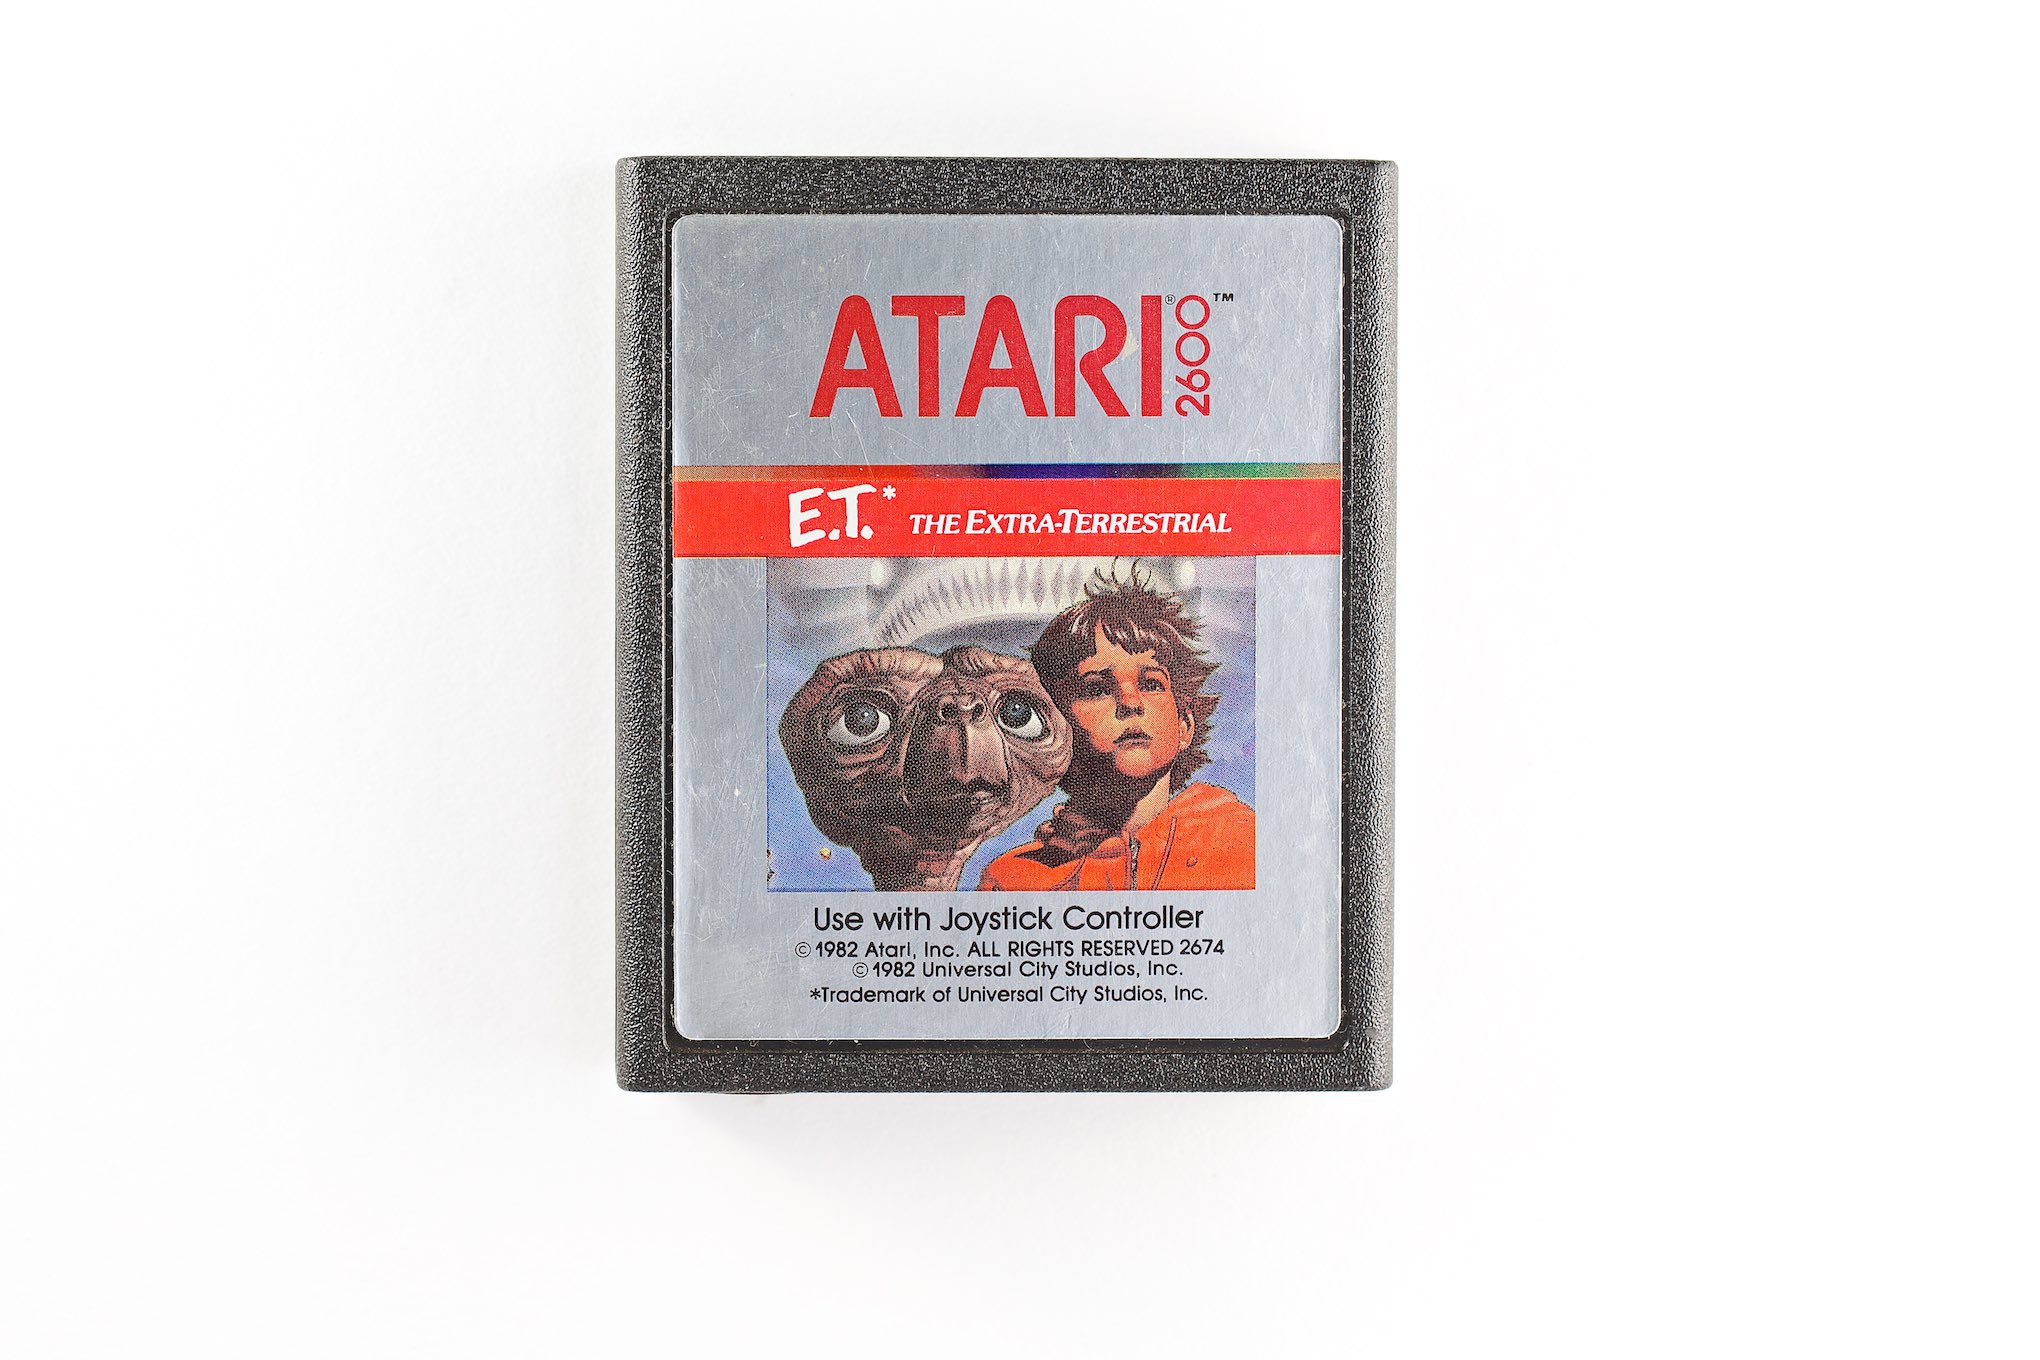 ATARI® 2600™
E.T.* THE EXTRA-TERRESTRIAL
Use with Joystick Controller
© 1982 Atari, Inc. ALL RIGHTS RESERVED 2674
© 1982 Universal City Studios, Inc.
*Trademark of Universal City Studios, Inc.